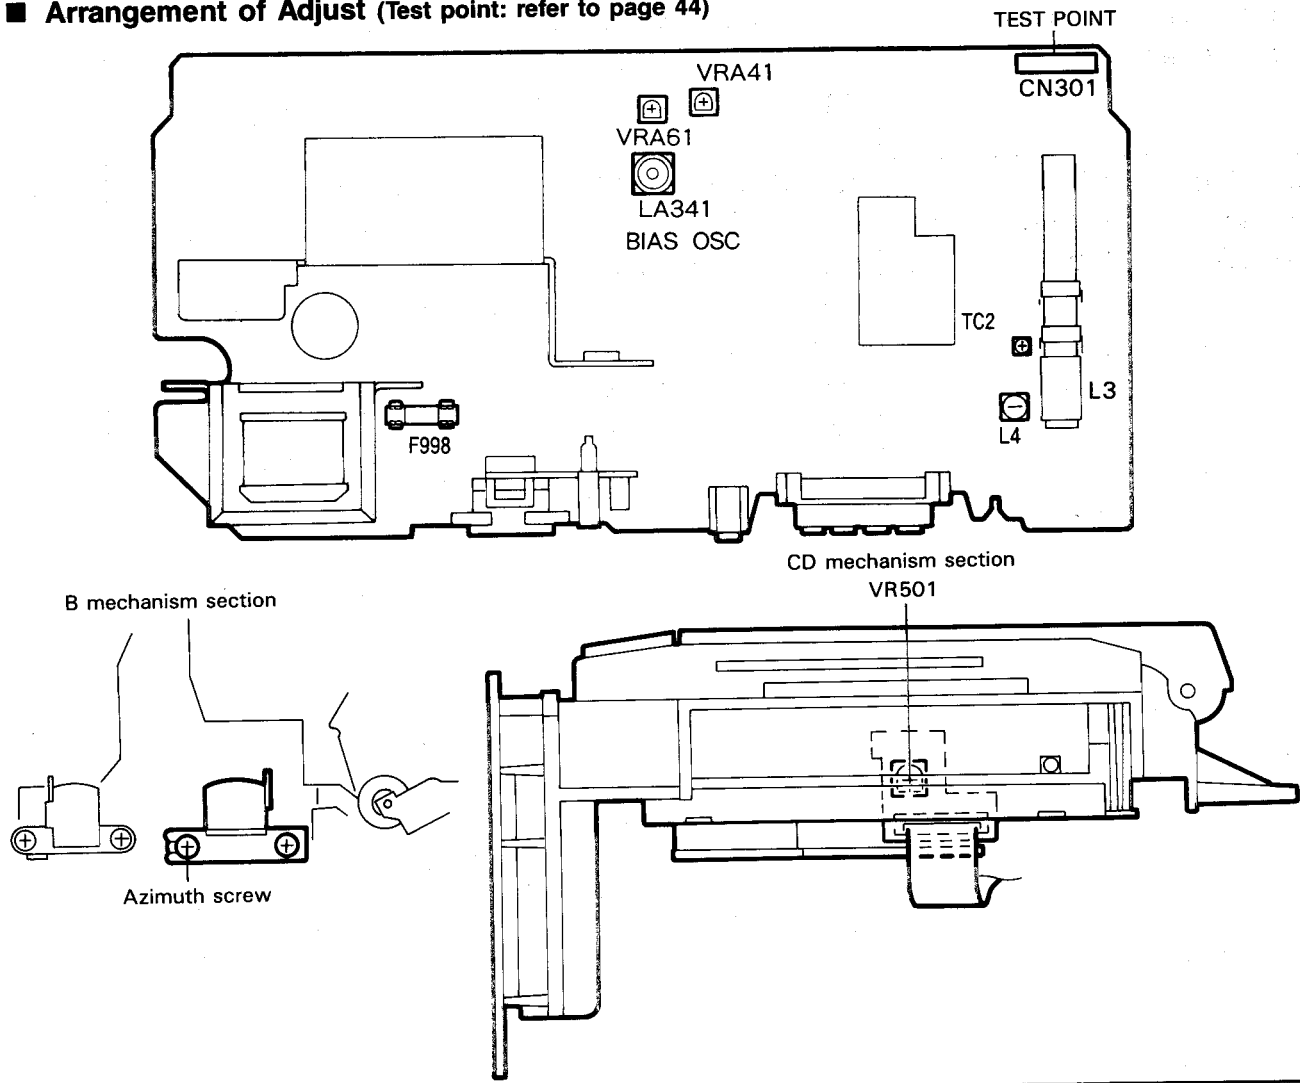 ■ Arrangement of Adjust (Test point: refer to page 44)
TEST POINT
CN301
VRA41
VRA61
LA341
BIAS OSC
TC2
L3
L4
F998
CD mechanism section
VR501
B mechanism section
Azimuth screw